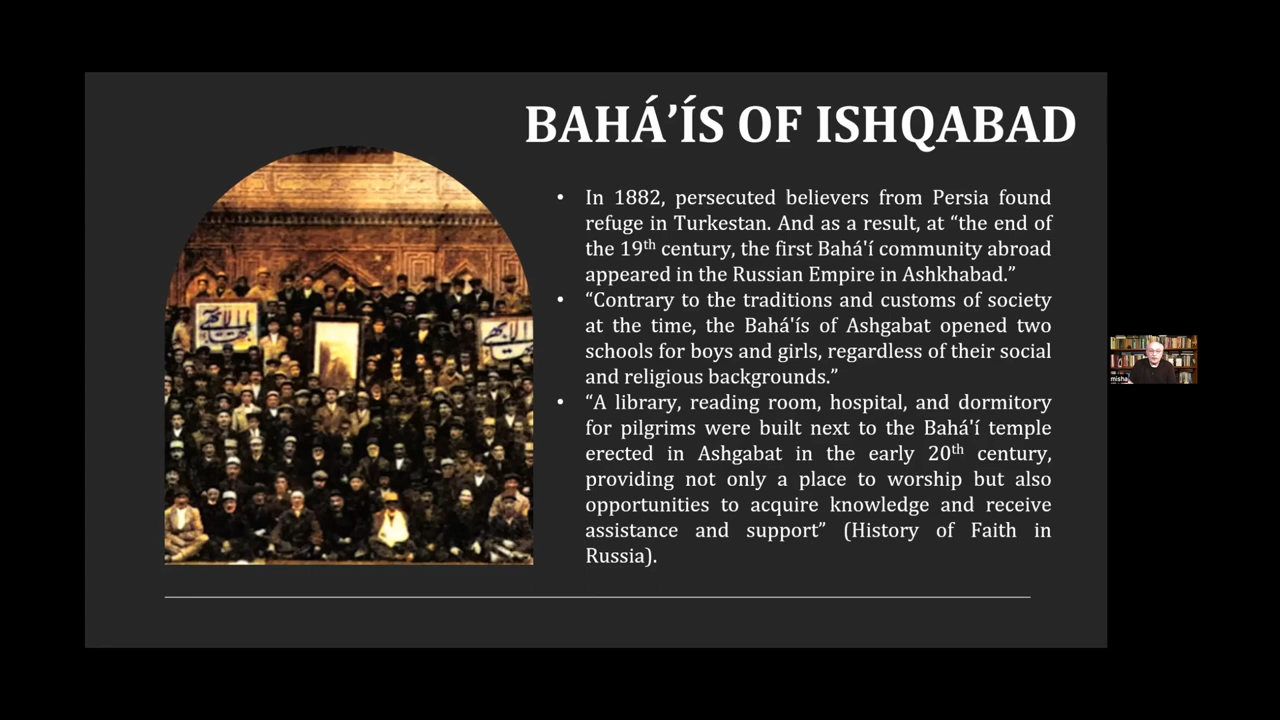 BAHÁ’ÍS OF ISHQABAD
• In 1882, persecuted believers from Persia found
refuge in Turkestan. And as a result, at “the end of
the 19th century, the first Bahá'í community abroad
appeared in the Russian Empire in Ashkhabad.”
• “Contrary to the traditions and customs of society
at the time, the Bahá'ís of Ashgabat opened two
schools for boys and girls, regardless of their social
and religious backgrounds.”
• “A library, reading room, hospital, and dormitory
for pilgrims were built next to the Bahá'í temple
erected in Ashgabat in the early 20th century,
providing not only a place to worship but also
opportunities to acquire knowledge and receive
assistance and support” (History of Faith in
Russia).
misha